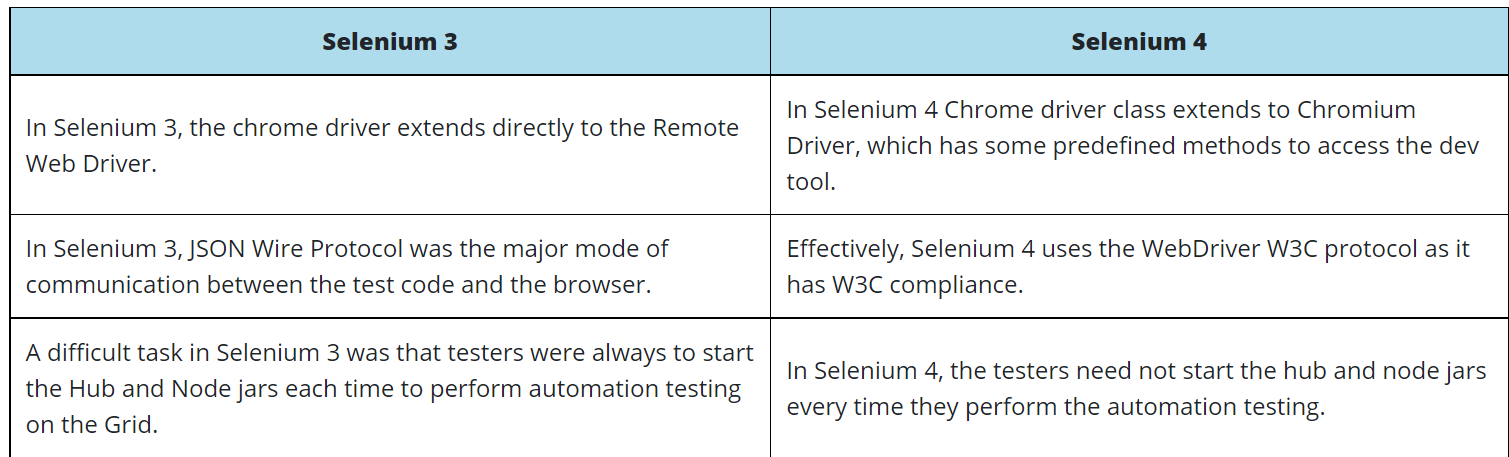 Selenium 3
Selenium 4
In Selenium 3, the chrome driver extends directly to the Remote
Web Driver.
In Selenium 4 Chrome driver class extends to Chromium
Driver, which has some predefined methods to access the dev
tool.
In Selenium 3, JSON Wire Protocol was the major mode of
communication between the test code and the browser.
Effectively, Selenium 4 uses the WebDriver W3C protocol as it
has W3C compliance.
A difficult task in Selenium 3 was that testers were always to start
the Hub and Node jars each time to perform automation testing
on the Grid.
In Selenium 4, the testers need not start the hub and node jars
every time they perform the automation testing.